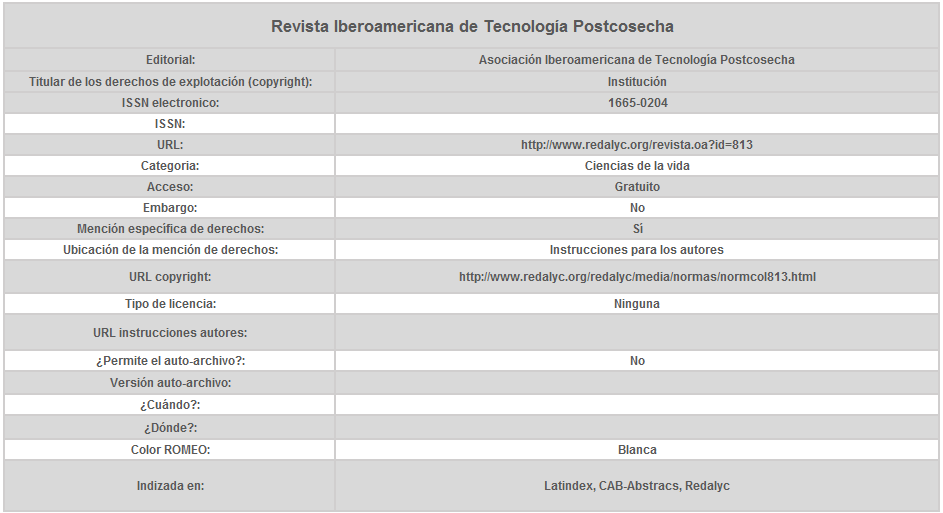 Revista Iberoamericana de Tecnología Postcosecha
Editorial: Asociación Iberoamericana de Tecnología Postcosecha
Titular de los derechos de explotación (copyright): Institución
ISSN electronico: 1665-0204
ISSN:
URL: http://www.redalyc.org/revista.oa?id=813
Categoria: Ciencias de la vida
Acceso: Gratuito
Embargo: No
Mención específica de derechos: Sí
Ubicación de la mención de derechos: Instrucciones para los autores
URL copyright: http://www.redalyc.org/redalyc/media/normas/normcol813.html
Tipo de licencia: Ninguna
URL instrucciones autores:
¿Permite el auto-archivo?: No
Versión auto-archivo:
¿Cuándo?:
¿Dónde?:
Color ROMEO: Blanca
Indizada en: Latindex, CAB-Abstracs, Redalyc